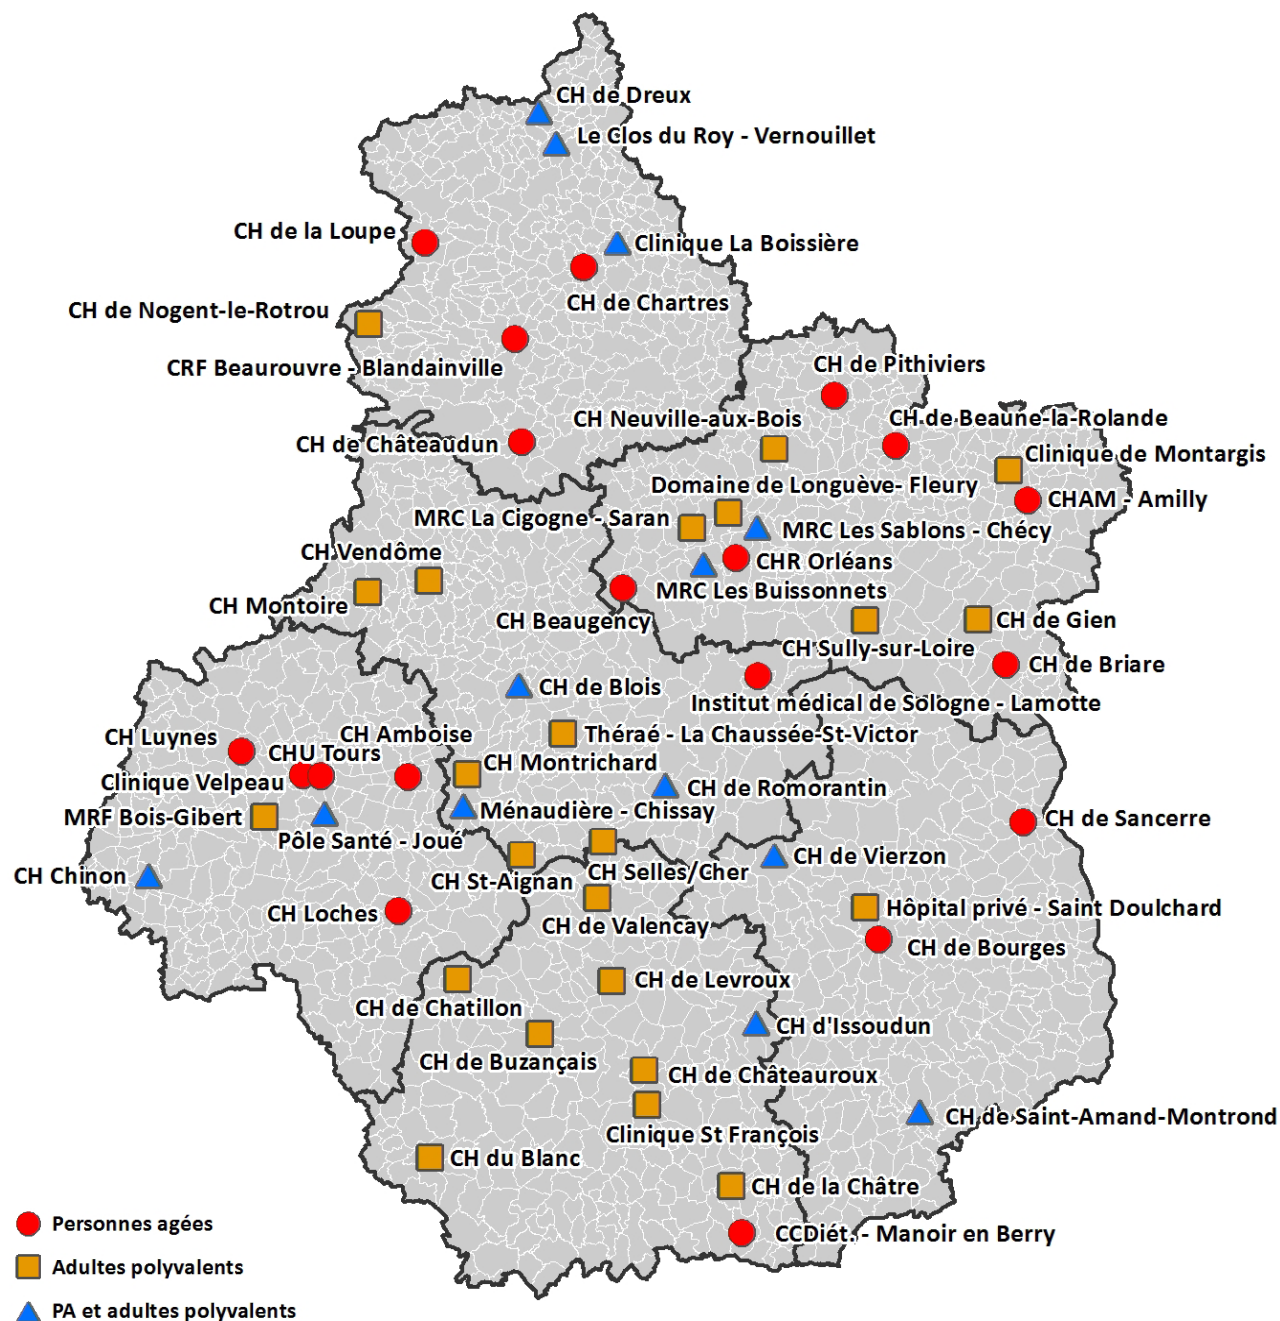 CH de Dreux
Le Clos du Roy - Vernouillet
CH de la Loupe
Clinique La Boissière
CH de Chartres
CH de Nogent-le-Rotrou
CRF Beaurouvre - Blandainville
CH de Pithiviers
CH Neuville-aux-Bois
CH de Beaune-la-Rolande
CH de Châteaudun
Clinique de Montargis
Domaine de Longuève- Fleury
CHAM - Amilly
MRC La Cigogne - Saran
MRC Les Sablons - Chécy
CH Vendôme
CHR Orléans
MRC Les Buissonnets
CH Montoire
CH Beaugency
CH de Gien
CH Sully-sur-Loire
CH de Briare
CH de Blois
Institut médical de Sologne - Lamotte
CH Luynes
CH Amboise
Théraé - La Chaussée-St-Victor
CHU Tours
CH Montrichard
Clinique Velpeau
CH de Romorantin
Ménaudière - Chissay
MRF Bois-Gibert
CH de Sancerre
Pôle Santé - Joué
CH de Vierzon
CH Selles/Cher
CH Chinon
CH St-Aignan
Hôpital privé - Saint Doulchard
CH Loches
CH de Valencay
CH de Bourges
CH de Levroux
CH de Chatillon
CH d'Issoudun
CH de Buzançais
CH de Châteauroux
CH de Saint-Amand-Montrond
Clinique St François
CH du Blanc
CH de la Châtre
CCDiét. - Manoir en Berry
Personnes agées
Adultes polyvalents
PA et adultes polyvalents